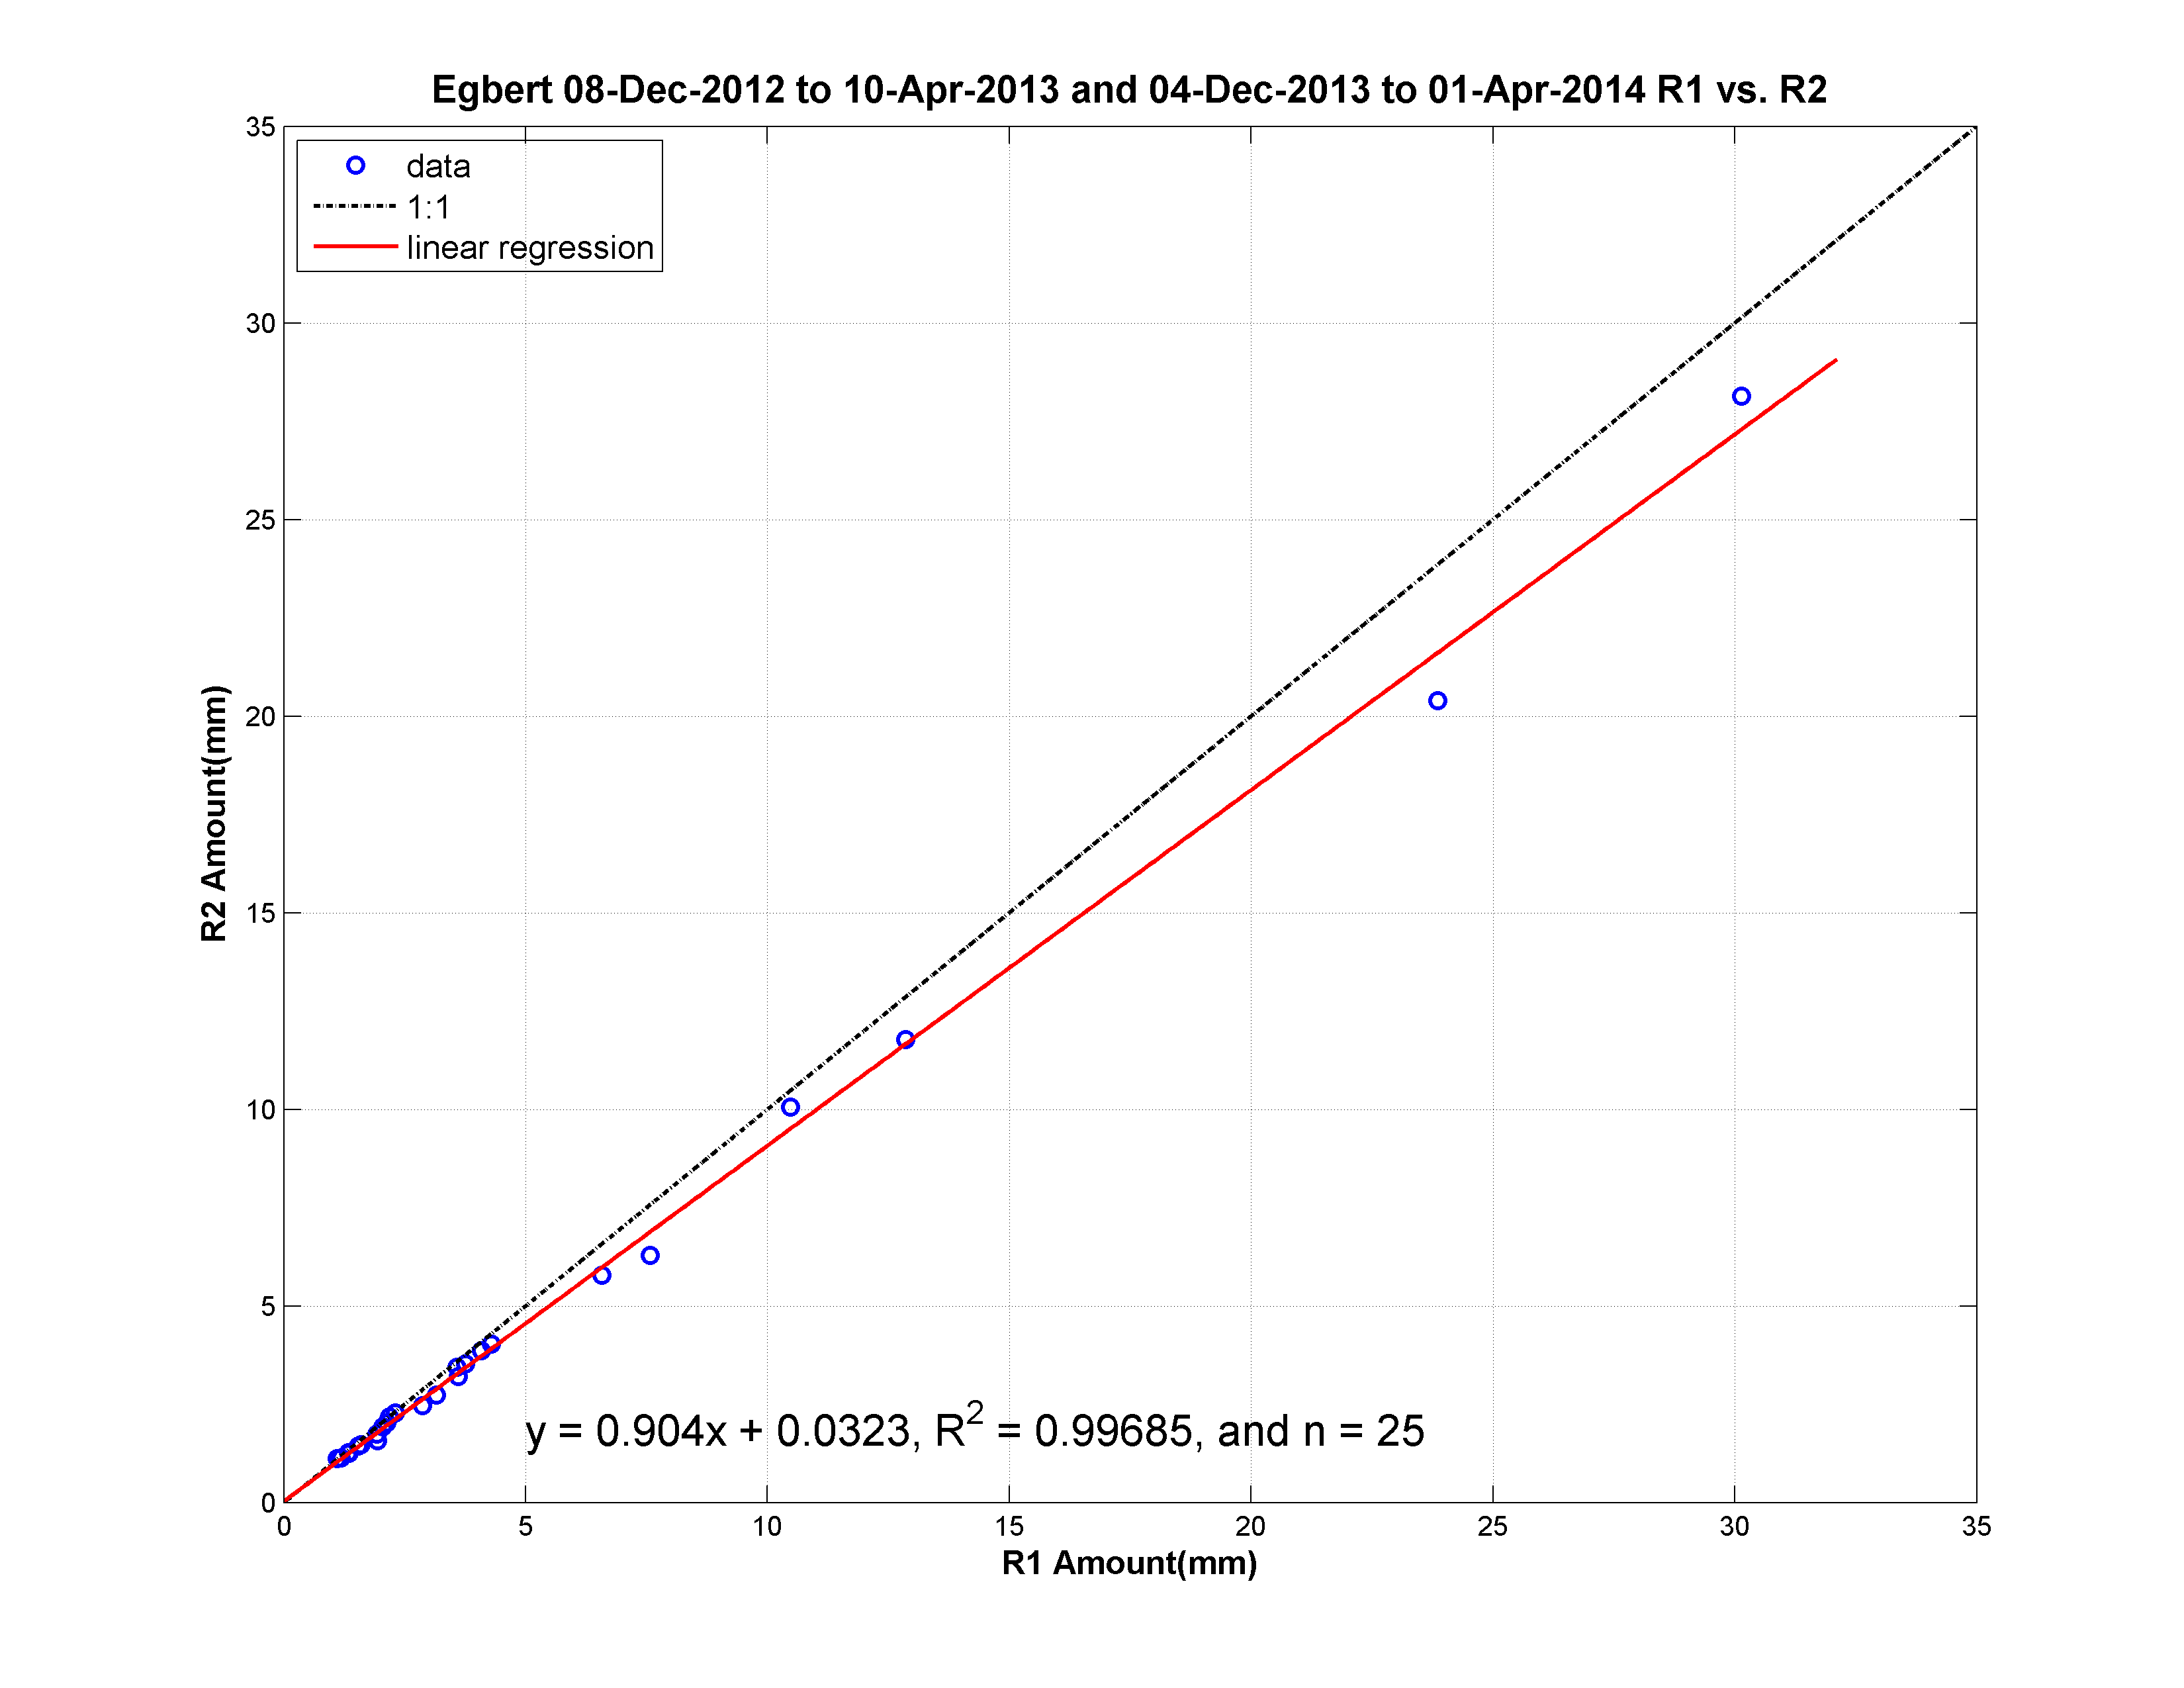 Egbert 08-Dec-2012 to 10-Apr-2013 and 04-Dec-2013 to 01-Apr-2014 R1 vs. R2
data
1:1
linear regression
35
30
25
20
15
10
5
0
R2 Amount(mm)
y = 0.904x + 0.0323, R² = 0.99685, and n = 25
0 5 10 15 20 25 30 35
R1 Amount(mm)